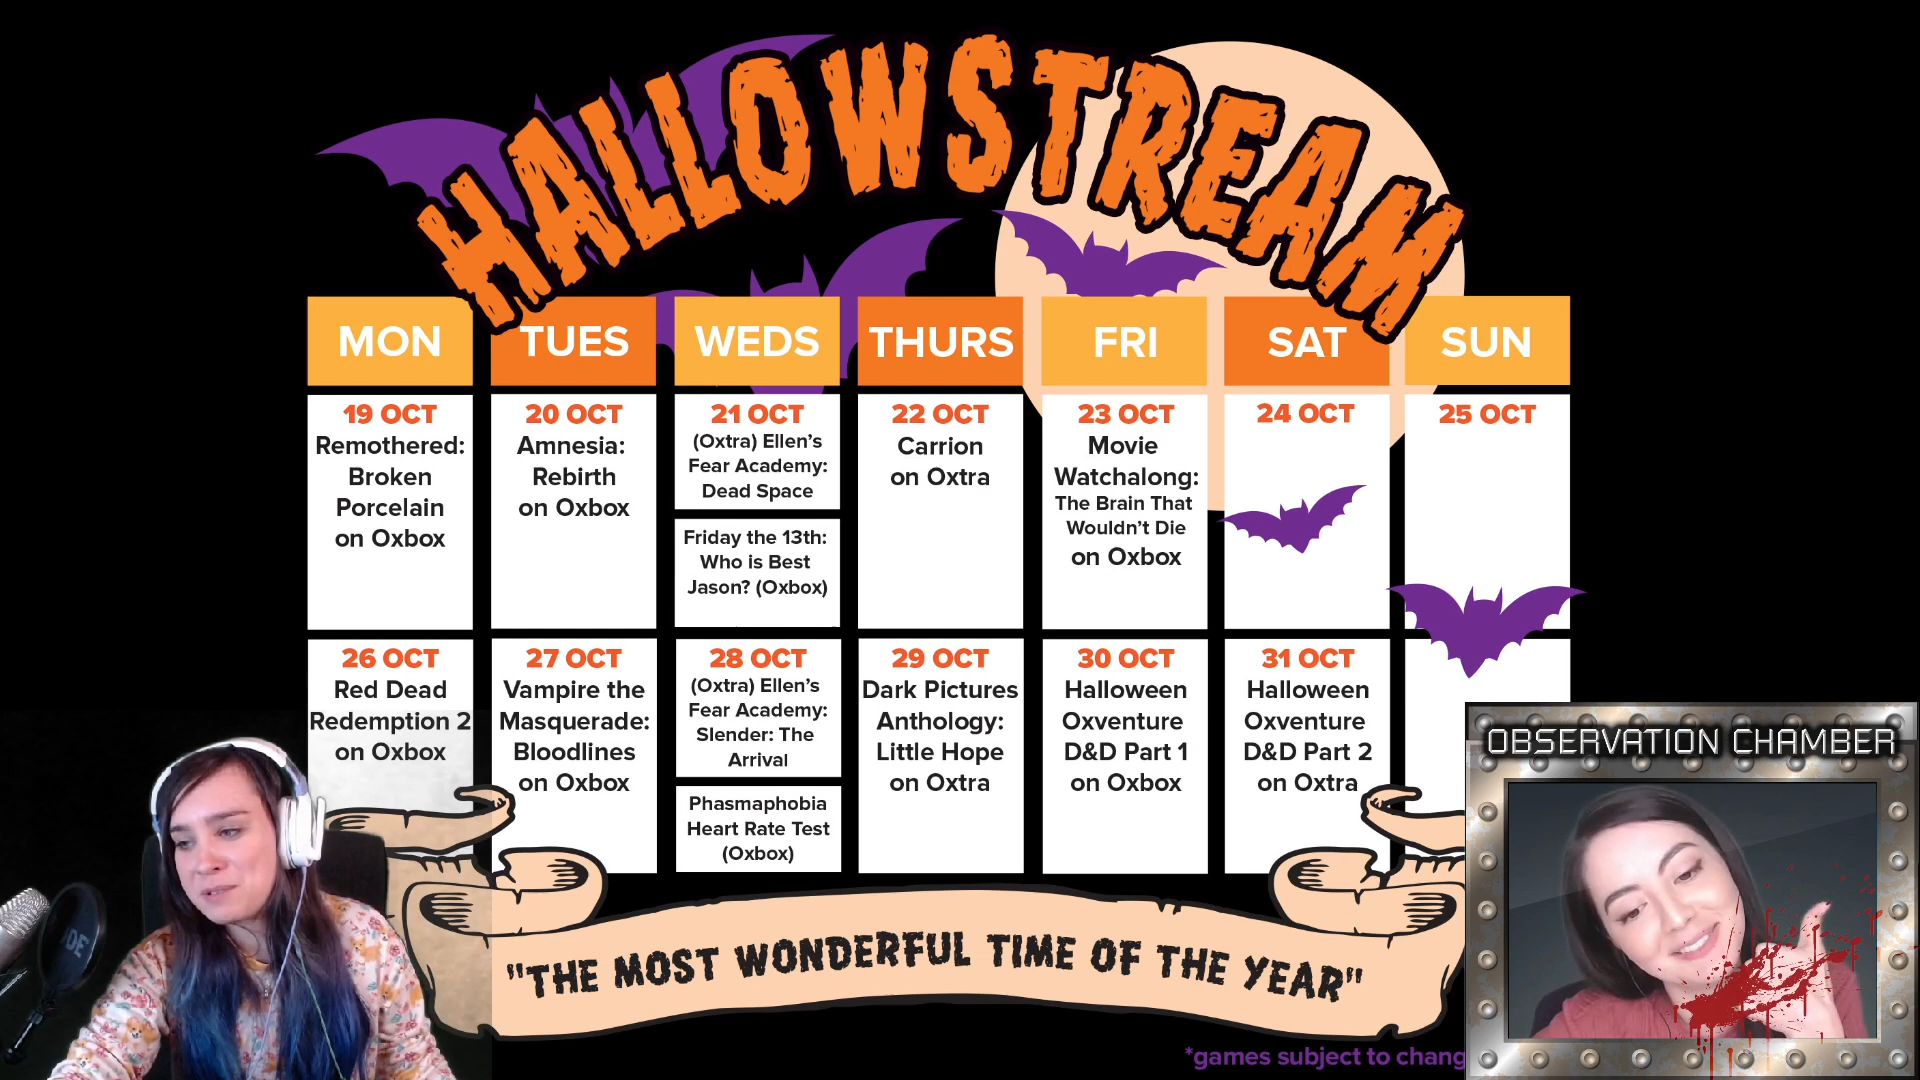 HALLOWSTREAM
MON
TUES
WEDS
THURS
FRI
SAT
SUN
19 OCT
Remothered:
Broken
Porcelain
on Oxbox
20 OCT
Amnesia:
Rebirth
on Oxbox
21 OCT
(Oxtra) Ellen's
Fear Academy:
Dead Space
Friday the 13th:
Who is Best
Jason? (Oxbox)
22 OCT
Carrion
on Oxtra
23 OCT
Movie
Watchalong:
The Brain That
Wouldn't Die
on Oxbox
24 OCT
25 OCT
26 OCT
Red Dead
Redemption 2
on Oxbox
27 OCT
Vampire the
Masquerade:
Bloodlines
on Oxbox
28 OCT
(Oxtra) Ellen's
Fear Academy:
Slender: The
Arrival
Phasmaphobia
Heart Rate Test
(Oxbox)
29 OCT
Dark Pictures
Anthology:
Little Hope
on Oxtra
30 OCT
Halloween
Oxventure
D&D Part 1
on Oxbox
31 OCT
Halloween
Oxventure
D&D Part 2
on Oxtra
OBSERVATION CHAMBER
"THE MOST WONDERFUL TIME OF THE YEAR"
*games subject to chang